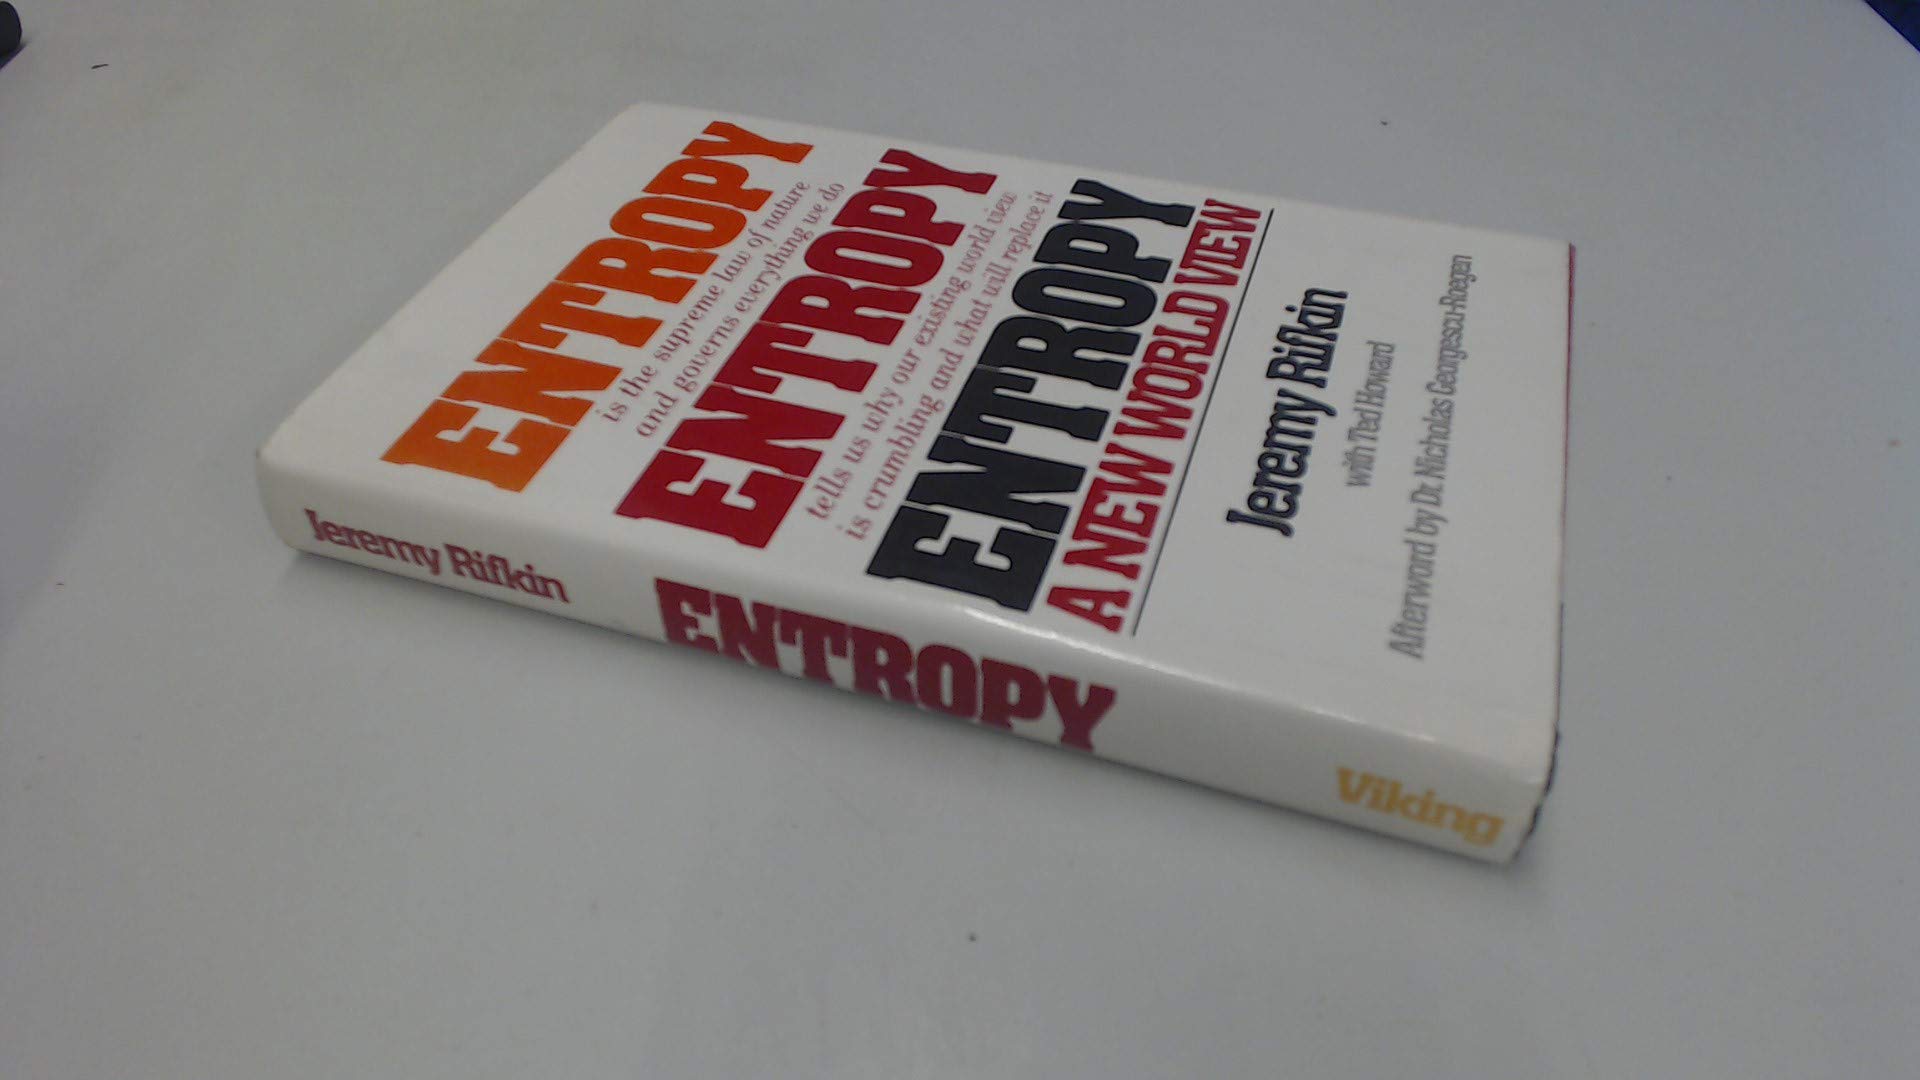 ENTROPY
is the supreme law of nature
and governs everything we do
ENTROPY
tells us why our existing world view
is crumbling and what will replace it
ENTROPY
A NEW WORLD VIEW
Jeremy Rifkin
with Ted Howard
Afterword by Dr. Nicholas Georgescu-Roegen
Jeremy Rifkin
ENTROPY
Viking